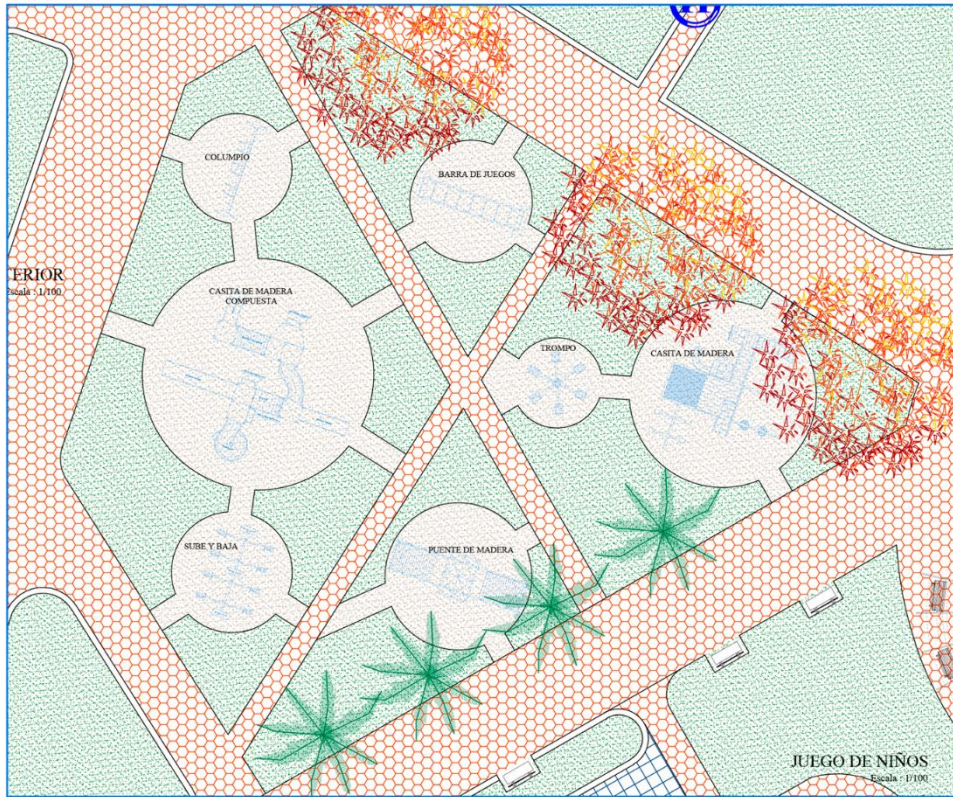 COLUMPIO
BARRA DE JUEGOS
TERIOR
Escala : 1/100
CASITA DE MADERA
COMPUESTA
TROMPO
CASITA DE MADERA
SUBE Y BAJA
PUENTE DE MADERA
JUEGO DE NIÑOS
Escala : 1/100